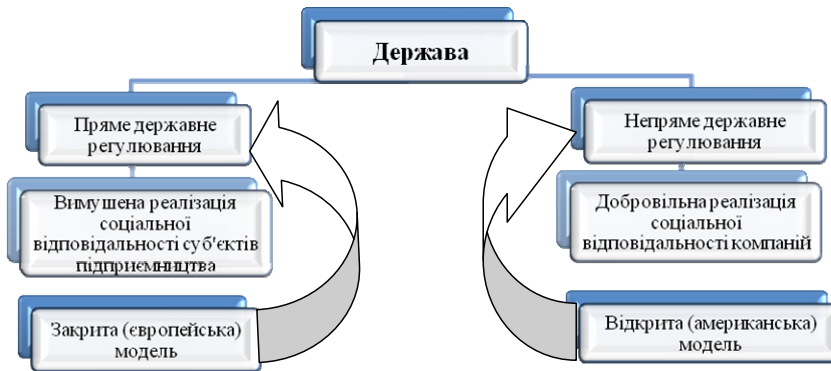 Держава
Пряме державне
регулювання
Непряме державне
регулювання
Вимушена реалізація
соціальної
відповідальності суб'єктів
підприємництва
Добровільна реалізація
соціальної
відповідальності компаній
Закрита (європейська)
модель
Відкрита (американська)
модель